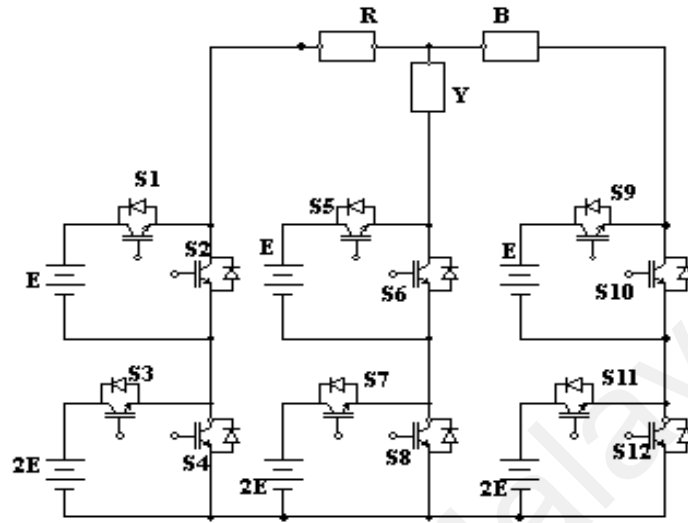 R B
Y
S1 S5 S9
S2
E E E
S6 S10
S3 S7 S11
S4 S8 S12
2E 2E 2E